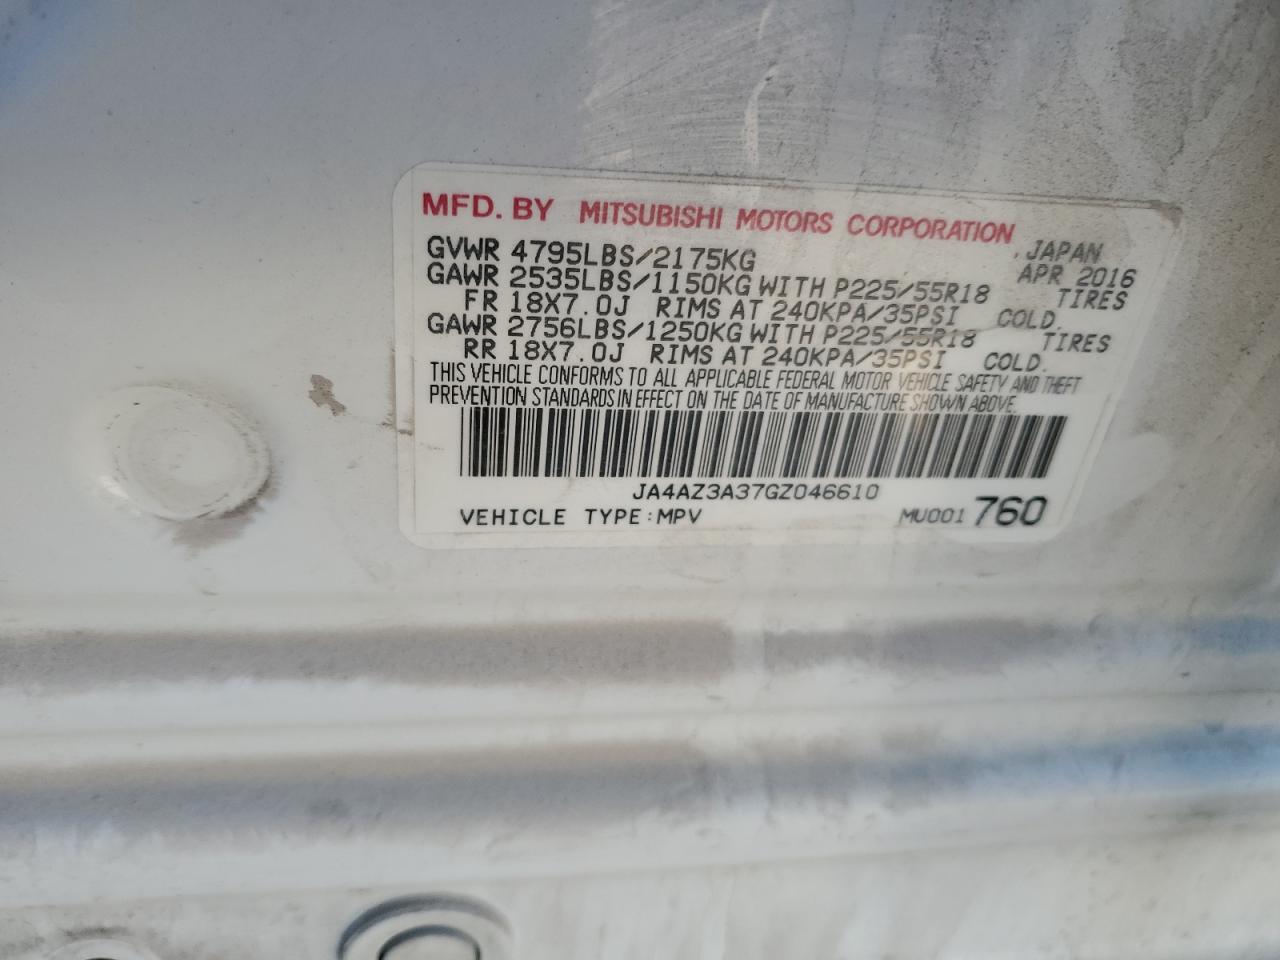 MFD. BY MITSUBISHI MOTORS CORPORATION
JAPAN
GVWR 4795LBS/2175KG APR 2016
GAWR 2535LBS/1150KG WITH P225/55R18 TIRES
FR 18X7.0J RIMS AT 240KPA/35PSI COLD.
GAWR 2756LBS/1250KG WITH P225/55R18 TIRES
RR 18X7.0J RIMS AT 240KPA/35PSI COLD.
THIS VEHICLE CONFORMS TO ALL APPLICABLE FEDERAL MOTOR VEHICLE SAFETY AND THEFT
PREVENTION STANDARDS IN EFFECT ON THE DATE OF MANUFACTURE SHOWN ABOVE.
JA4AZ3A37GZ046610
VEHICLE TYPE:MPV MU001 760